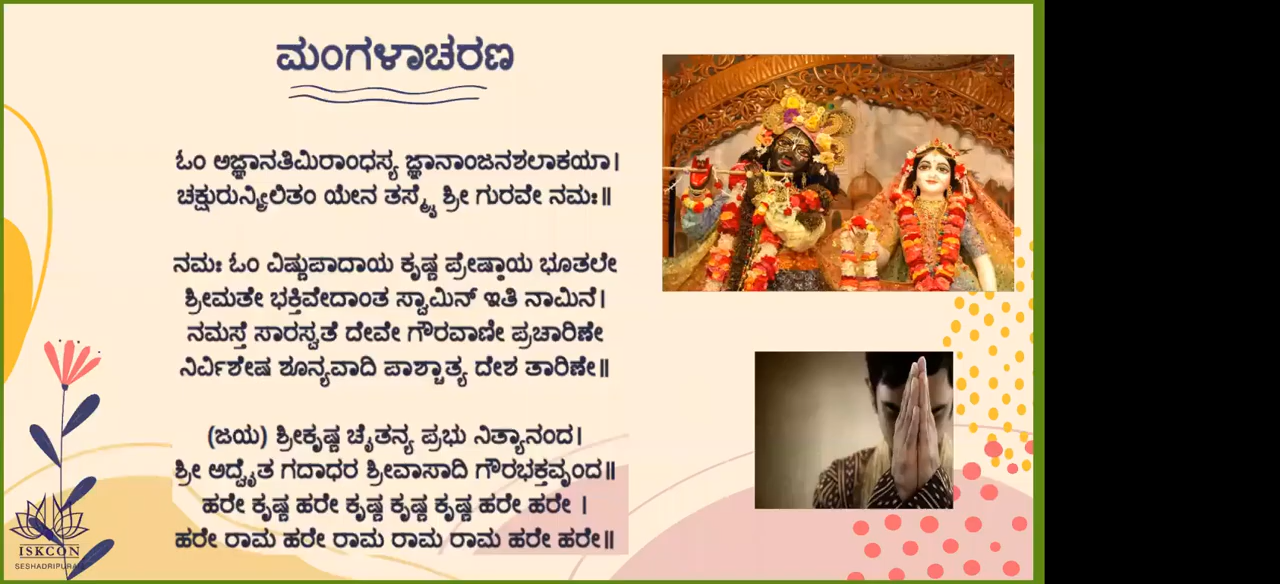 ಮಂಗಳಾಚರಣ
ಓಂ ಅಜ್ಞಾನತಿಮಿರಾಂಧಸ್ಯ ಜ್ಞಾನಾಂಜನಶಲಾಕಯಾ।
ಚಕ್ಷುರುನ್ಮೀಲಿತಂ ಯೇನ ತಸ್ಮೈ ಶ್ರೀ ಗುರವೇ ನಮಃ॥
ನಮಃ ಓಂ ವಿಷ್ಣುಪಾದಾಯ ಕೃಷ್ಣ ಪ್ರೇಷ್ಠಾಯ ಭೂತಲೇ
ಶ್ರೀಮತೇ ಭಕ್ತಿವೇದಾಂತ ಸ್ವಾಮಿನ್ ಇತಿ ನಾಮಿನೆ।
ನಮಸ್ತೆ ಸಾರಸ್ವತೆ ದೇವೇ ಗೌರವಾಣೀ ಪ್ರಚಾರಿಣೇ
ನಿರ್ವಿಶೇಷ ಶೂನ್ಯವಾದಿ ಪಾಶ್ಚಾತ್ಯ ದೇಶ ತಾರಿಣೇ॥
(ಜಯ) ಶ್ರೀಕೃಷ್ಣ ಚೈತನ್ಯ ಪ್ರಭು ನಿತ್ಯಾನಂದ।
ಶ್ರೀ ಅದ್ವೈತ ಗದಾಧರ ಶ್ರೀವಾಸಾದಿ ಗೌರಭಕ್ತವೃಂದ॥
ಹರೇ ಕೃಷ್ಣ ಹರೇ ಕೃಷ್ಣ ಕೃಷ್ಣ ಕೃಷ್ಣ ಹರೇ ಹರೇ ।
ಹರೇ ರಾಮ ಹರೇ ರಾಮ ರಾಮ ರಾಮ ಹರೇ ಹರೇ॥
ISKCON
SESHADRIPURAM